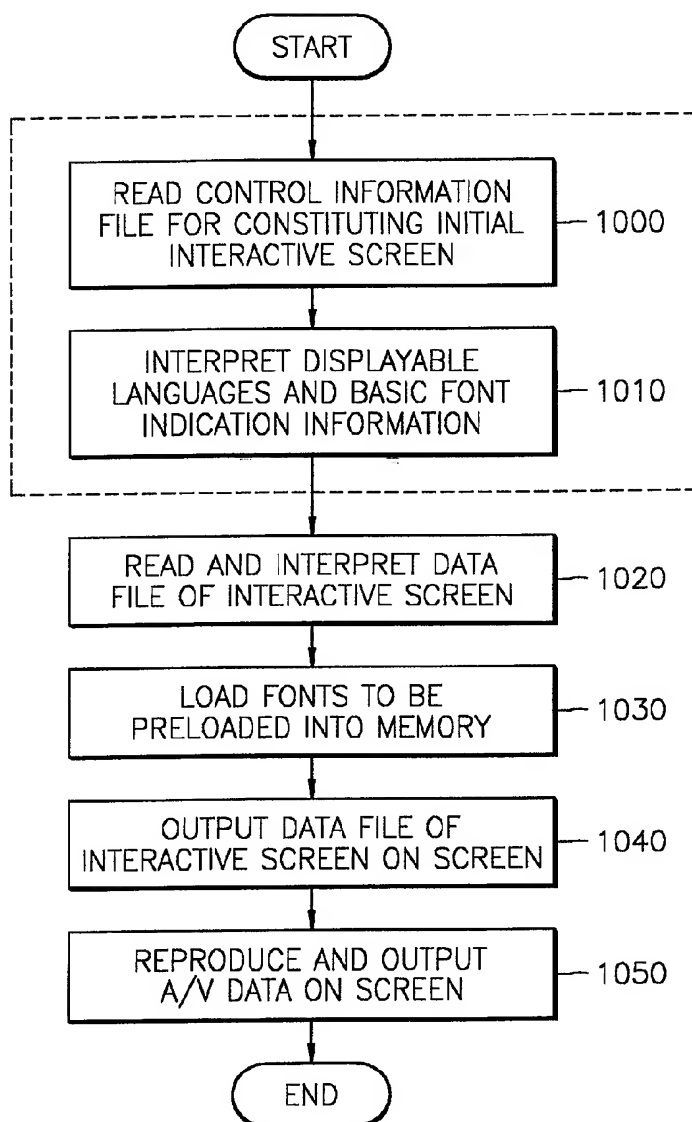 START
READ CONTROL INFORMATION
FILE FOR CONSTITUTING INITIAL
INTERACTIVE SCREEN
1000
INTERPRET DISPLAYABLE
LANGUAGES AND BASIC FONT
INDICATION INFORMATION
1010
READ AND INTERPRET DATA
FILE OF INTERACTIVE SCREEN
1020
LOAD FONTS TO BE
PRELOADED INTO MEMORY
1030
OUTPUT DATA FILE OF
INTERACTIVE SCREEN ON SCREEN
1040
REPRODUCE AND OUTPUT
A/V DATA ON SCREEN
1050
END